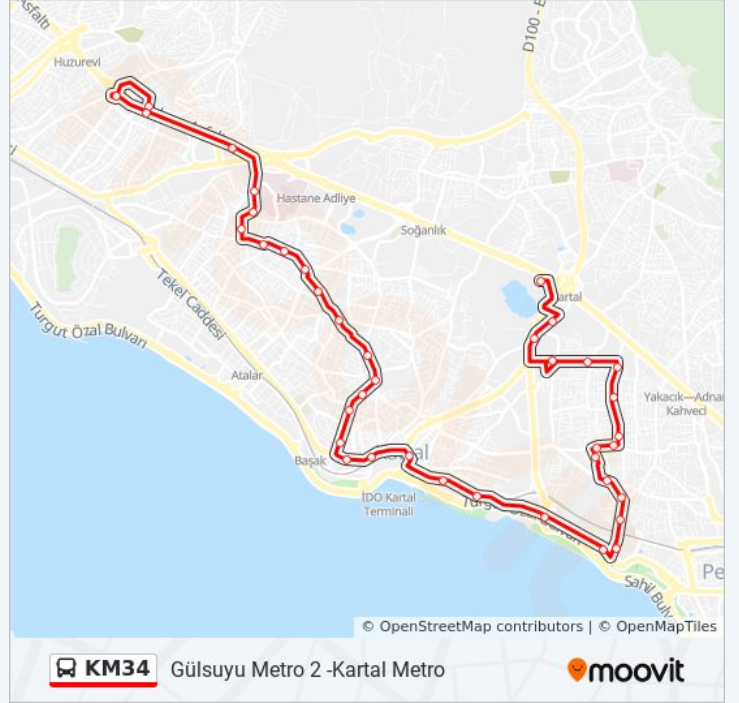 Asfaltı
Huzurevi
D100 - E
Hastane Adliye
Soğanlık
Tekel Caddesi
Turgut Özal Bulvarı
Atalar
Yakacık—Adnan
Kahveci
Başak
İDO Kartal
Terminali
Sahil Bulv
Pe
© OpenStreetMap contributors | © OpenMapTiles
KM34 Gülsuyu Metro 2 -Kartal Metro
moovit